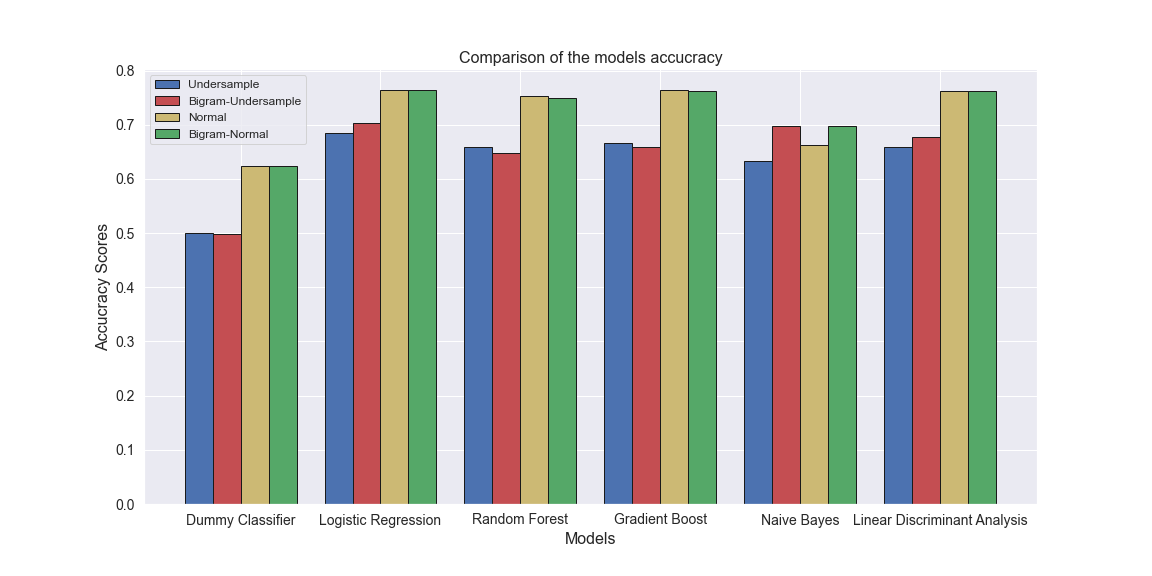 Comparison of the models accucracy
Undersample
Bigram-Undersample
Normal
Bigram-Normal
0.8
0.7
0.6
0.5
0.4
0.3
0.2
0.1
0.0
Accucracy Scores
Dummy Classifier Logistic Regression Random Forest Gradient Boost Naive Bayes Linear Discriminant Analysis
Models